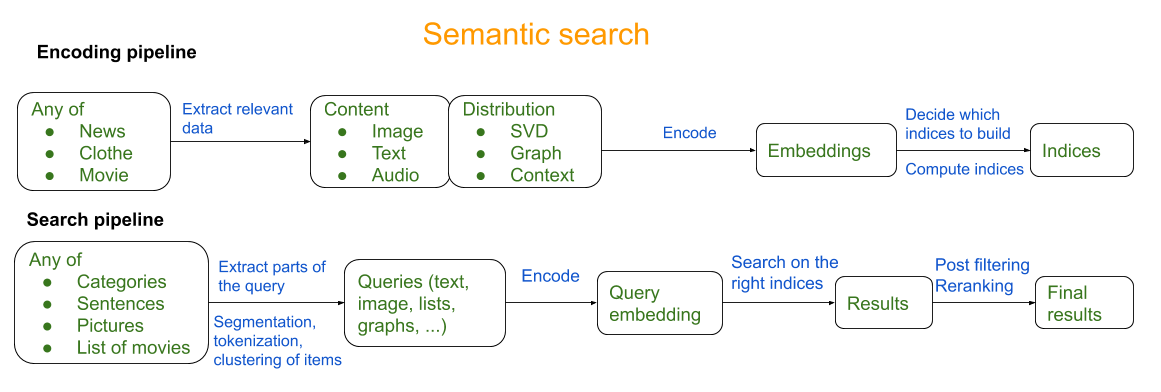 Semantic search
Encoding pipeline
Any of
● News
● Clothe
● Movie
Extract relevant
data
Content
● Image
● Text
● Audio
Distribution
● SVD
● Graph
● Context
Encode
Embeddings
Decide which
indices to build
Compute indices
Indices
Search pipeline
Any of
● Categories
● Sentences
● Pictures
● List of movies
Extract parts of
the query
Segmentation,
tokenization,
clustering of items
Queries (text,
image, lists,
graphs, ...)
Encode
Query
embedding
Search on the
right indices
Results
Post filtering
Reranking
Final
results